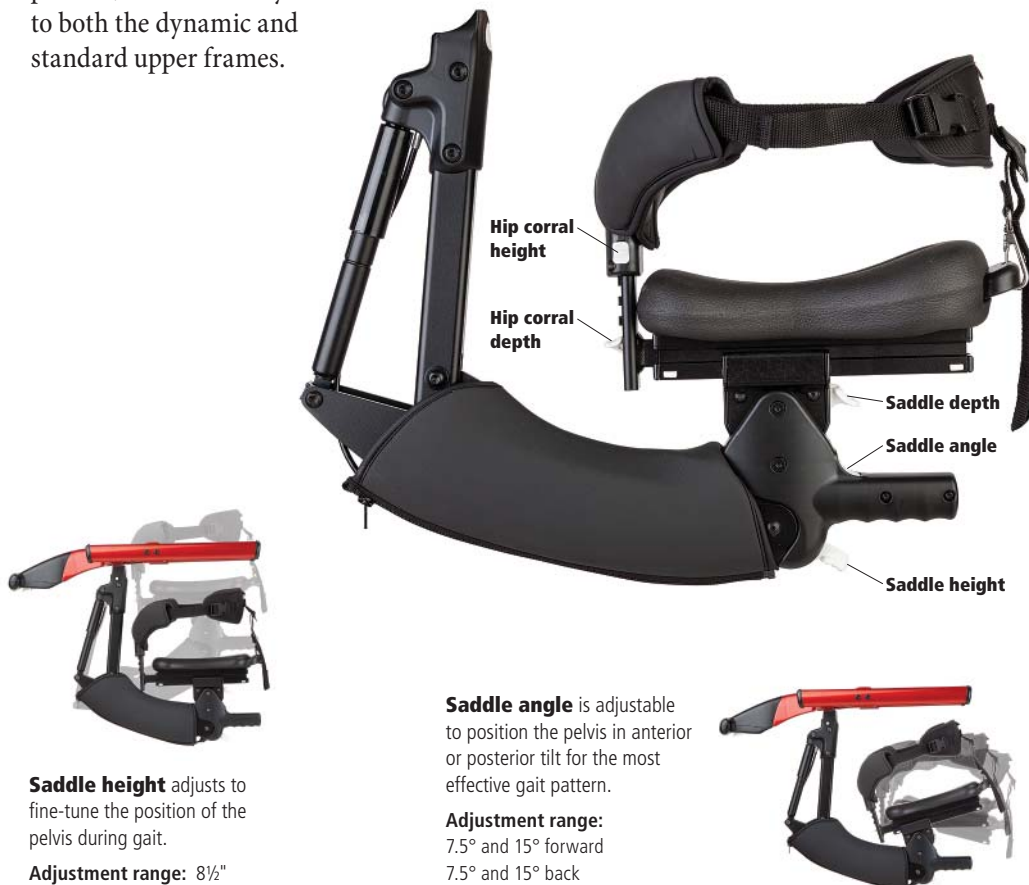 to both the dynamic and
standard upper frames.
Hip corral
height
Hip corral
depth
Saddle depth
Saddle angle
Saddle height
Saddle height adjusts to
fine-tune the position of the
pelvis during gait.
Adjustment range: 8½"
Saddle angle is adjustable
to position the pelvis in anterior
or posterior tilt for the most
effective gait pattern.
Adjustment range:
7.5° and 15° forward
7.5° and 15° back